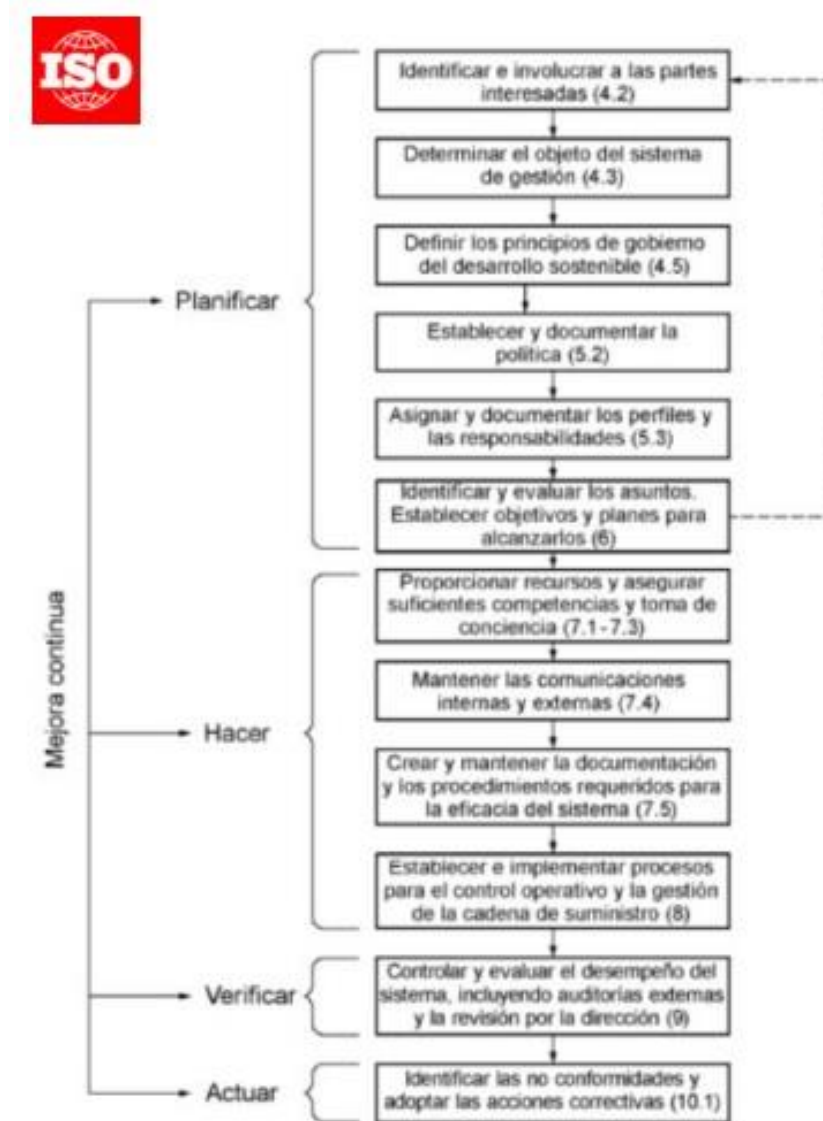 ISO
Identificar e involucrar a las partes
interesadas (4.2)
Determinar el objeto del sistema
de gestión (4.3)
Definir los principios de gobierno
del desarrollo sostenible (4.5)
Planificar
Establecer y documentar la
política (5.2)
Asignar y documentar los perfiles y
las responsabilidades (5.3)
Identificar y evaluar los asuntos.
Establecer objetivos y planes para
alcanzarlos (6)
Mejora continua
Proporcionar recursos y asegurar
suficientes competencias y toma de
conciencia (7.1-7.3)
Mantener las comunicaciones
internas y externas (7.4)
Hacer
Crear y mantener la documentación
y los procedimientos requeridos para
la eficacia del sistema (7.5)
Establecer e implementar procesos
para el control operativo y la gestión
de la cadena de suministro (8)
Verificar
Controlar y evaluar el desempeño del
sistema, incluyendo auditorías externas
y la revisión por la dirección (9)
Actuar
Identificar las no conformidades y
adoptar las acciones correctivas (10.1)